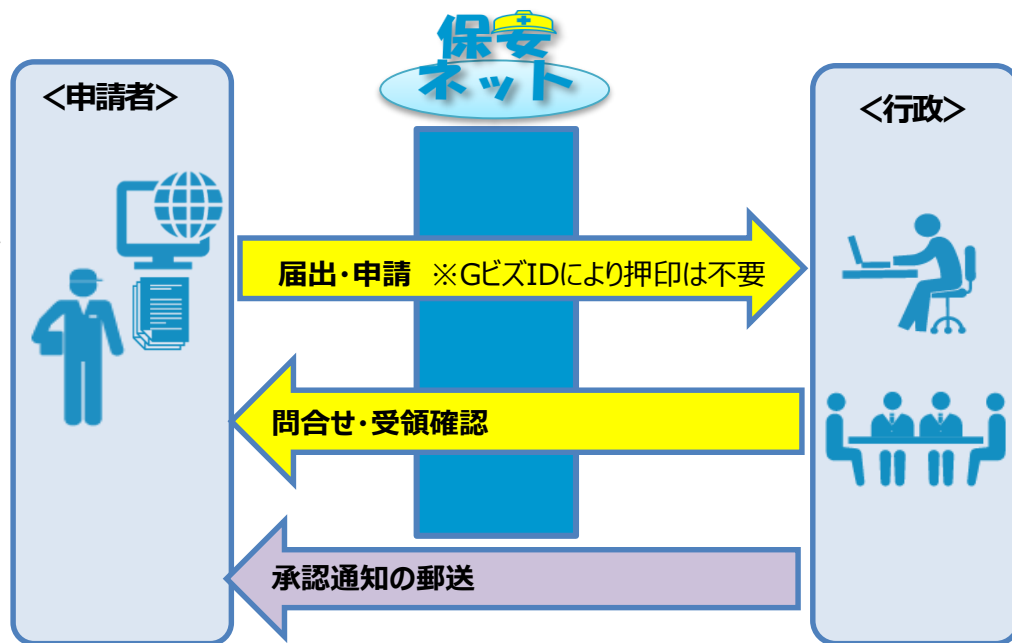 保安
ネット
<申請者>
<行政>
届出・申請 ※GビズIDにより押印は不要
問合せ・受領確認
承認通知の郵送